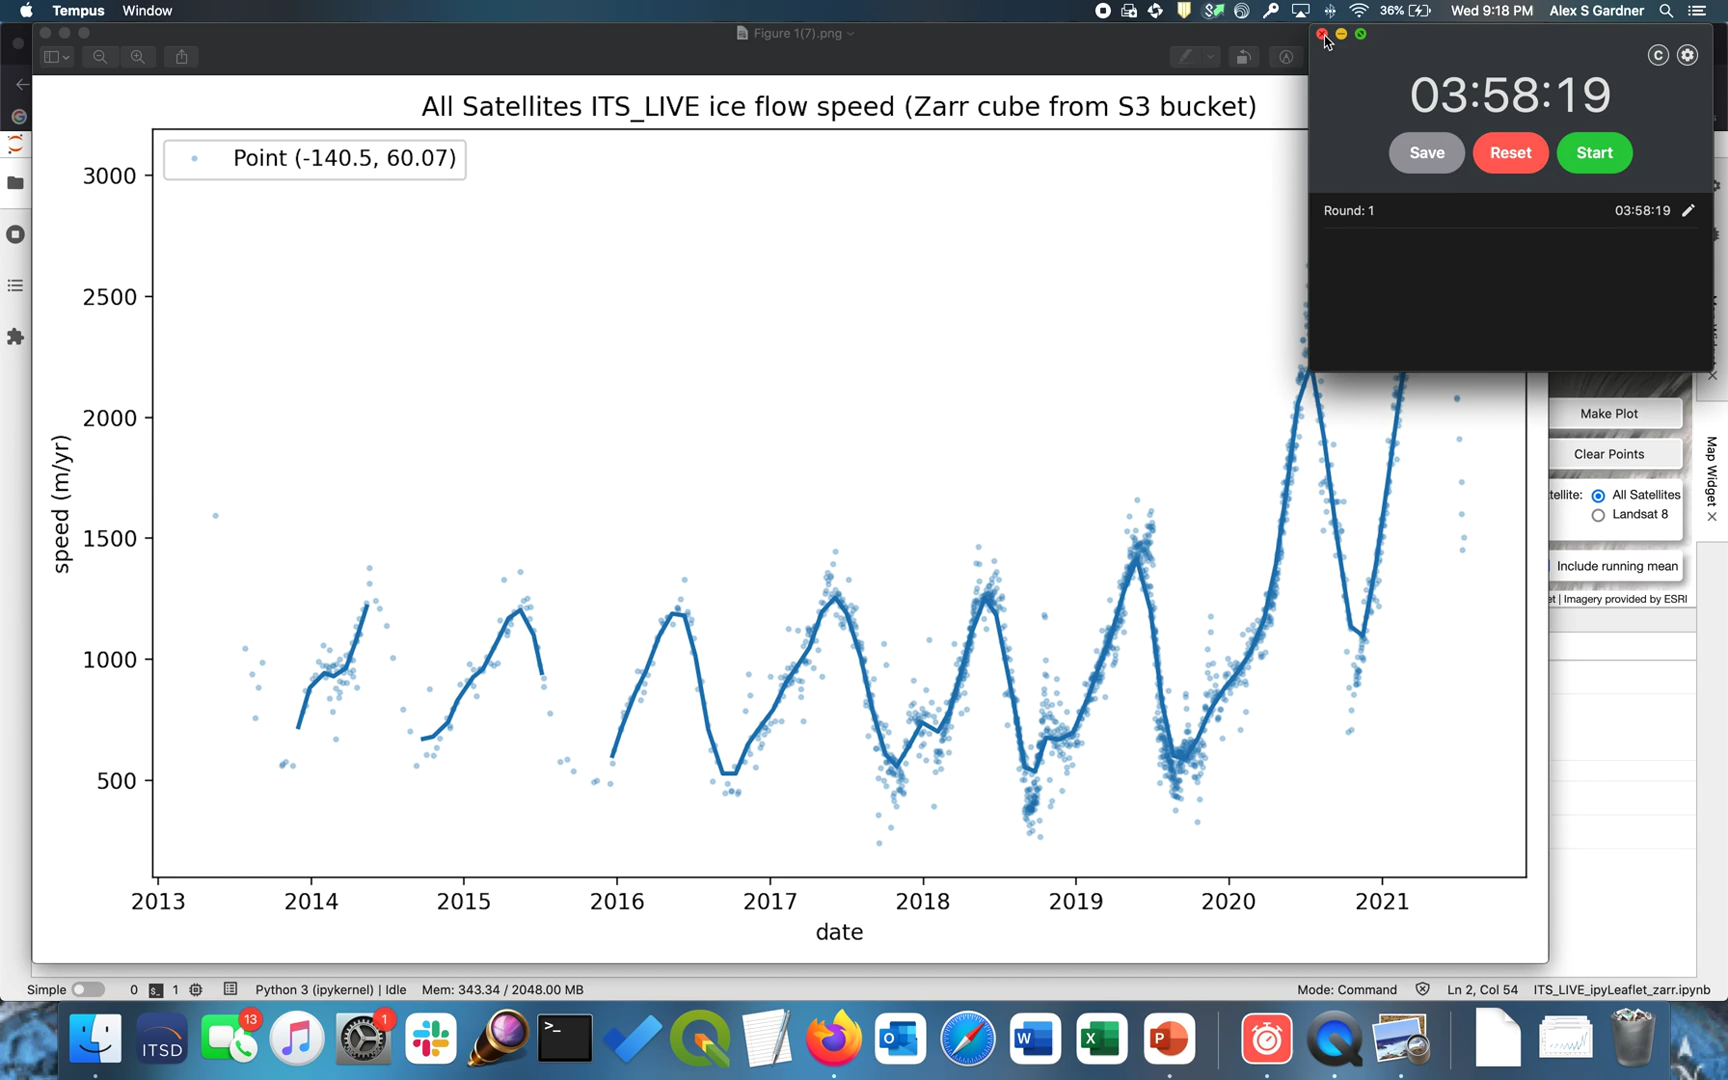 Tempus Window
36% Wed 9:18 PM Alex S Gardner
Figure 1(7).png
C
03:58:19
Save Reset Start
Round: 1 03:58:19
All Satellites ITS_LIVE ice flow speed (Zarr cube from S3 bucket)
Point (-140.5, 60.07)
3000
2500
2000
1500
1000
500
speed (m/yr)
2013 2014 2015 2016 2017 2018 2019 2020 2021
date
Make Plot
Clear Points
tellite: All Satellites
Landsat 8
Include running mean
et | Imagery provided by ESRI
Map Widget
Simple 0 1 Python 3 (ipykernel) | Idle Mem: 343.34 / 2048.00 MB Mode: Command Ln 2, Col 54 ITS_LIVE_ipyLeaflet_zarr.ipynb
ITSD 13 1 >_ O W X P